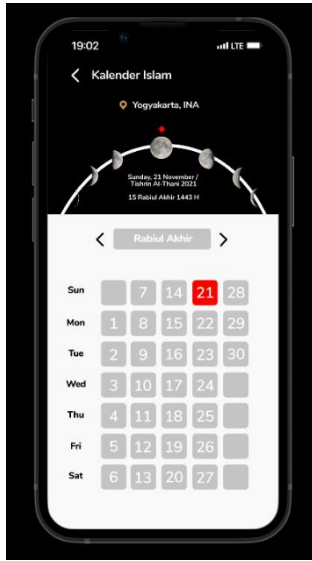 19:02
LTE
Kalender Islam
Yogyakarta, INA
Sunday, 21 November /
Tishrin Al-Thani 2021
15 Rabiul Akhir 1443 H
Rabiul Akhir
Sun 7 14 21 28
Mon 1 8 15 22 29
Tue 2 9 16 23 30
Wed 3 10 17 24
Thu 4 11 18 25
Fri 5 12 19 26
Sat 6 13 20 27